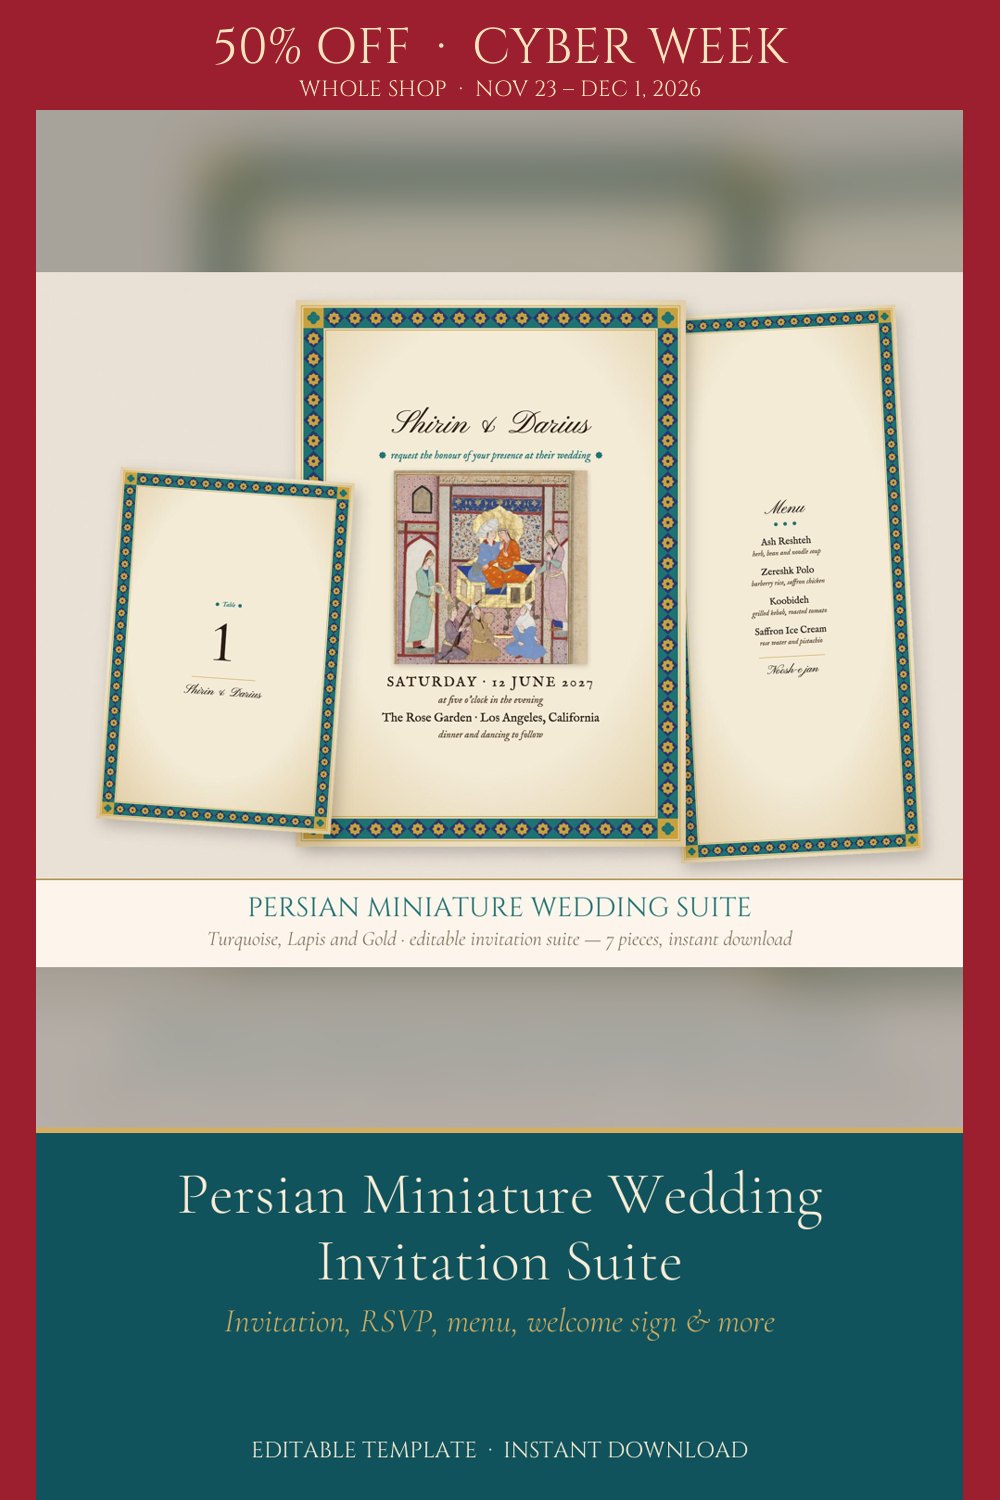 50% OFF · CYBER WEEK
WHOLE SHOP · NOV 23 – DEC 1, 2026
Shirin & Darius
request the honour of your presence at their wedding
SATURDAY · 12 JUNE 2027
at five o'clock in the evening
The Rose Garden · Los Angeles, California
dinner and dancing to follow
Table
1
Shirin & Darius
Menu
Ash Reshteh
herb, bean and noodle soup
Zereshk Polo
barberry rice, saffron chicken
Koobideh
grilled kebab, roasted tomato
Saffron Ice Cream
rose water and pistachio
Noosh-e jan
PERSIAN MINIATURE WEDDING SUITE
Turquoise, Lapis and Gold · editable invitation suite — 7 pieces, instant download
Persian Miniature Wedding
Invitation Suite
Invitation, RSVP, menu, welcome sign & more
EDITABLE TEMPLATE · INSTANT DOWNLOAD